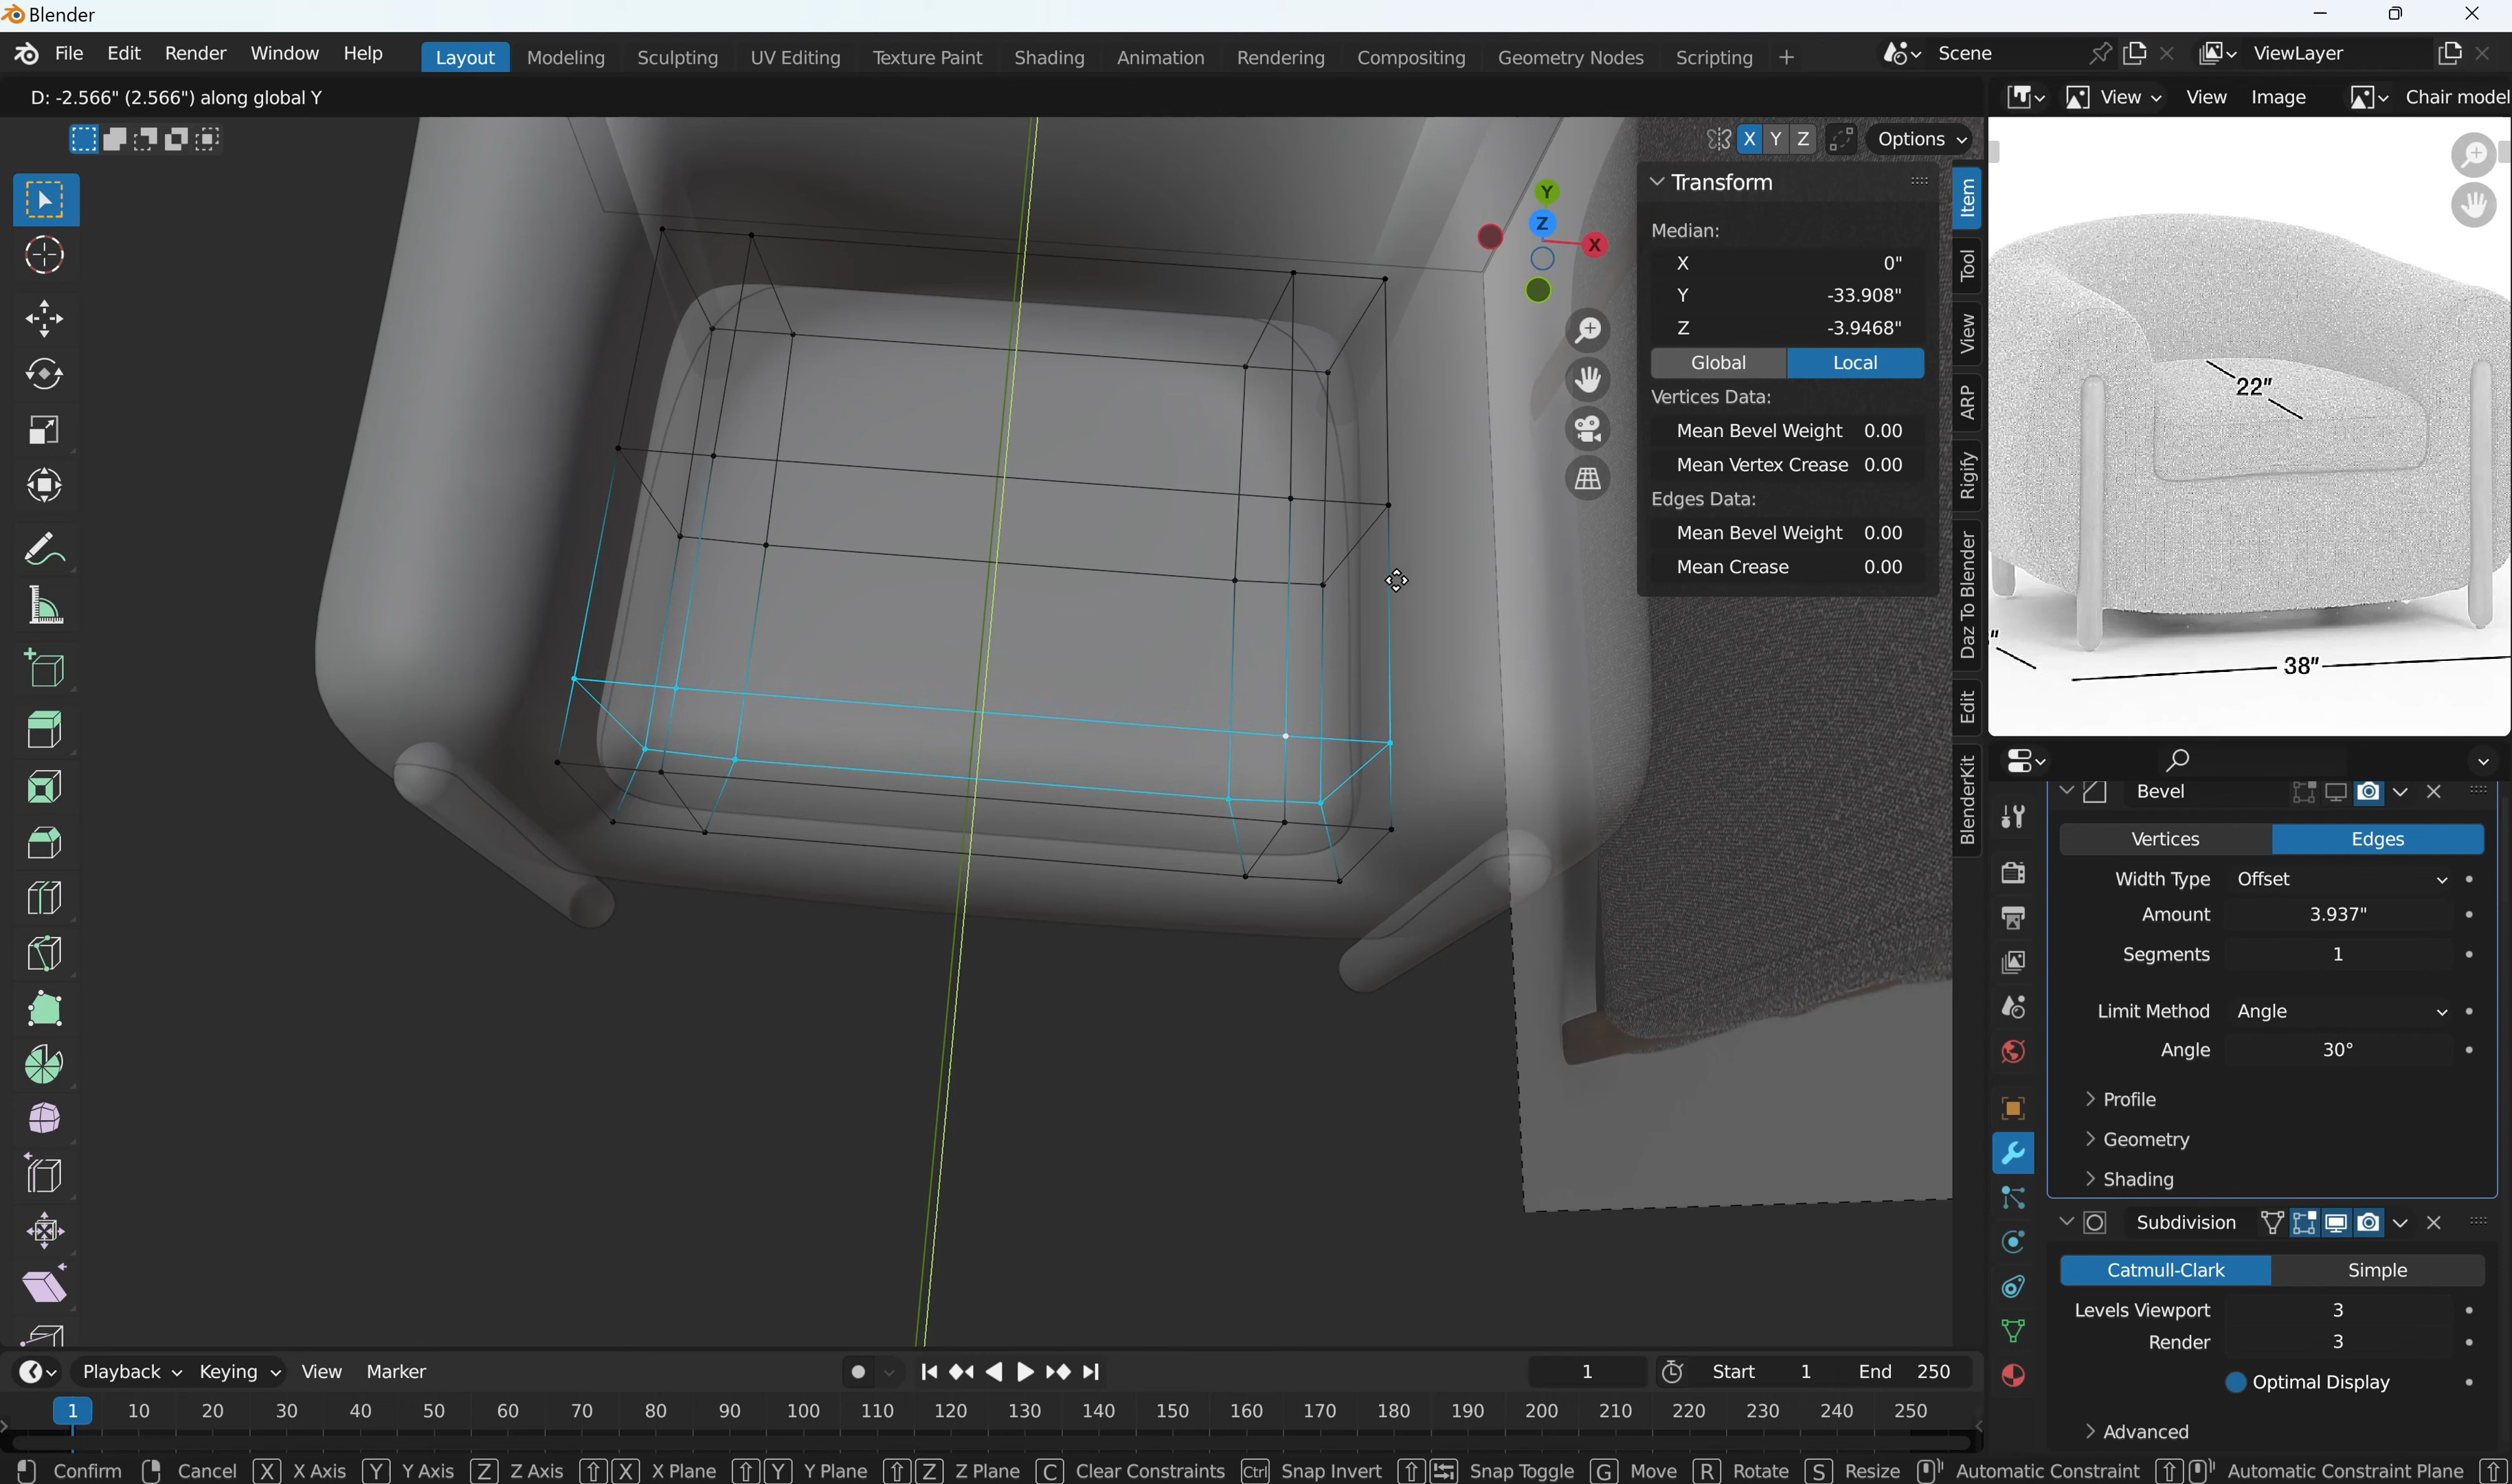 Blender
File Edit Render Window Help Layout Modeling Sculpting UV Editing Texture Paint Shading Animation Rendering Compositing Geometry Nodes Scripting + Scene ViewLayer
D: -2.566" (2.566") along global Y
View View Image Chair model
X Y Z Options
Transform
Median:
X 0"
Y -33.908"
Z -3.9468"
Global Local
Vertices Data:
Mean Bevel Weight 0.00
Mean Vertex Crease 0.00
Edges Data:
Mean Bevel Weight 0.00
Mean Crease 0.00
Y
Z
X
Item
Tool
View
ARP
Rigify
Daz To Blender
Edit
BlenderKit
22"
38"
Bevel
Vertices Edges
Width Type Offset
Amount 3.937"
Segments 1
Limit Method Angle
Angle 30°
Profile
Geometry
Shading
Subdivision
Catmull-Clark Simple
Levels Viewport 3
Render 3
Optimal Display
Advanced
Playback Keying View Marker 1 Start 1 End 250
1 10 20 30 40 50 60 70 80 90 100 110 120 130 140 150 160 170 180 190 200 210 220 230 240 250
Confirm Cancel X X Axis Y Y Axis Z Z Axis X X Plane Y Y Plane Z Z Plane C Clear Constraints Ctrl Snap Invert Snap Toggle G Move R Rotate S Resize Automatic Constraint Automatic Constraint Plane